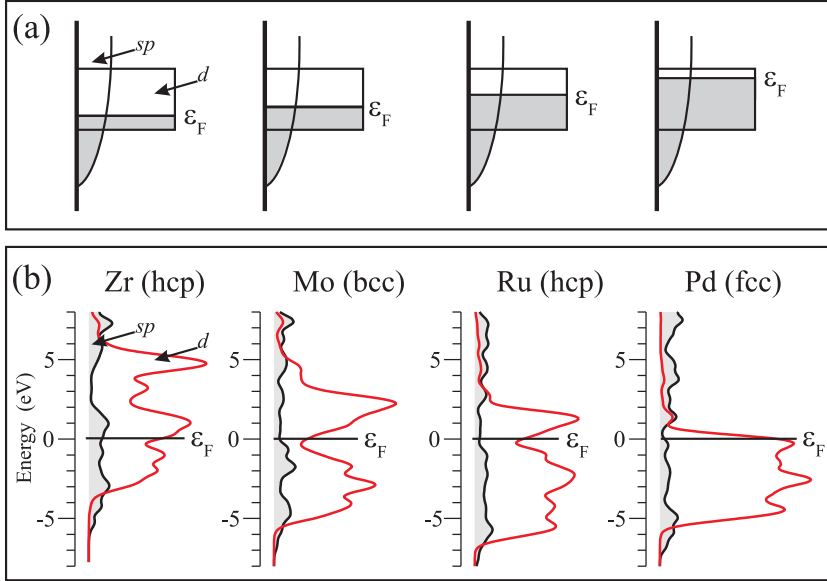 (a)
sp
d
εF
εF
εF
εF
(b)
Zr (hcp)
Mo (bcc)
Ru (hcp)
Pd (fcc)
sp
d
Energy (eV)
5
0
-5
εF
5
0
-5
εF
5
0
-5
εF
5
0
-5
εF